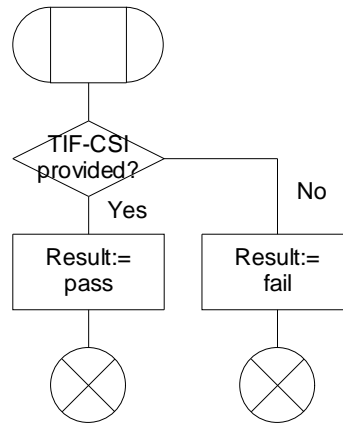 TIF-CSI
provided?
Yes
No
Result:=
pass
Result:=
fail